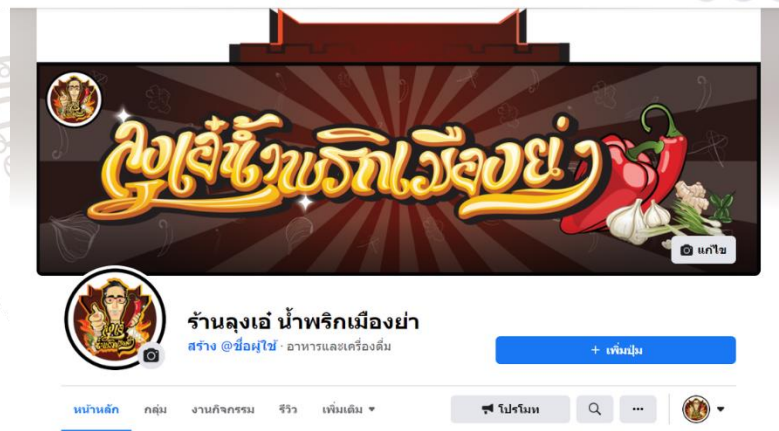 ลุงเอ๋น้ำพริกเมืองย่า
แก้ไข
ลุงเอ๋
ร้านลุงเอ๋ น้ำพริกเมืองย่า
สร้าง @ชื่อผู้ใช้ · อาหารและเครื่องดื่ม
+ เพิ่มปุ่ม
หน้าหลัก กลุ่ม งานกิจกรรม รีวิว เพิ่มเติม โปรโมท